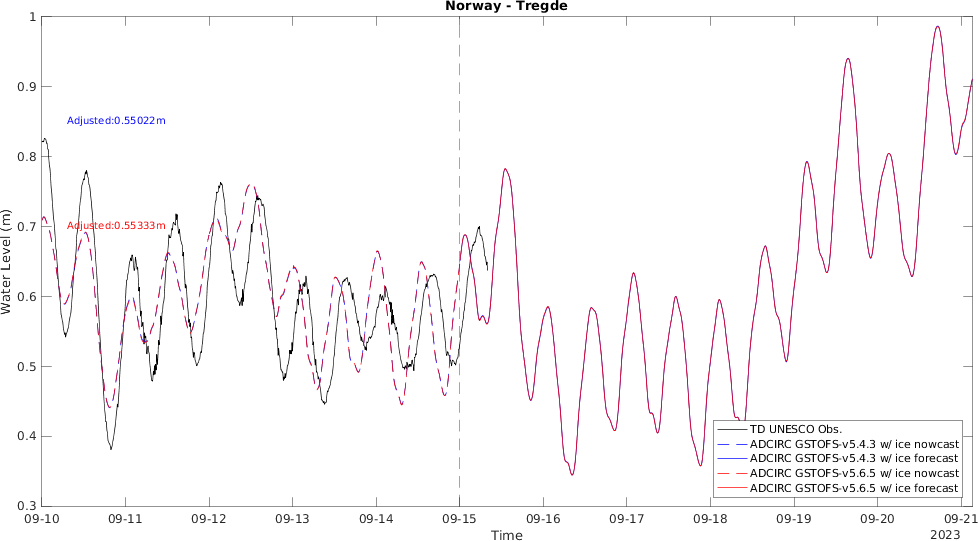 Norway - Tregde
1
0.9
0.8
0.7
0.6
0.5
0.4
0.3
Water Level (m)
Adjusted:0.55022m
Adjusted:0.55333m
TD UNESCO Obs.
ADCIRC GSTOFS-v5.4.3 w/ ice nowcast
ADCIRC GSTOFS-v5.4.3 w/ ice forecast
ADCIRC GSTOFS-v5.6.5 w/ ice nowcast
ADCIRC GSTOFS-v5.6.5 w/ ice forecast
09-10 09-11 09-12 09-13 09-14 09-15 09-16 09-17 09-18 09-19 09-20 09-21
2023
Time